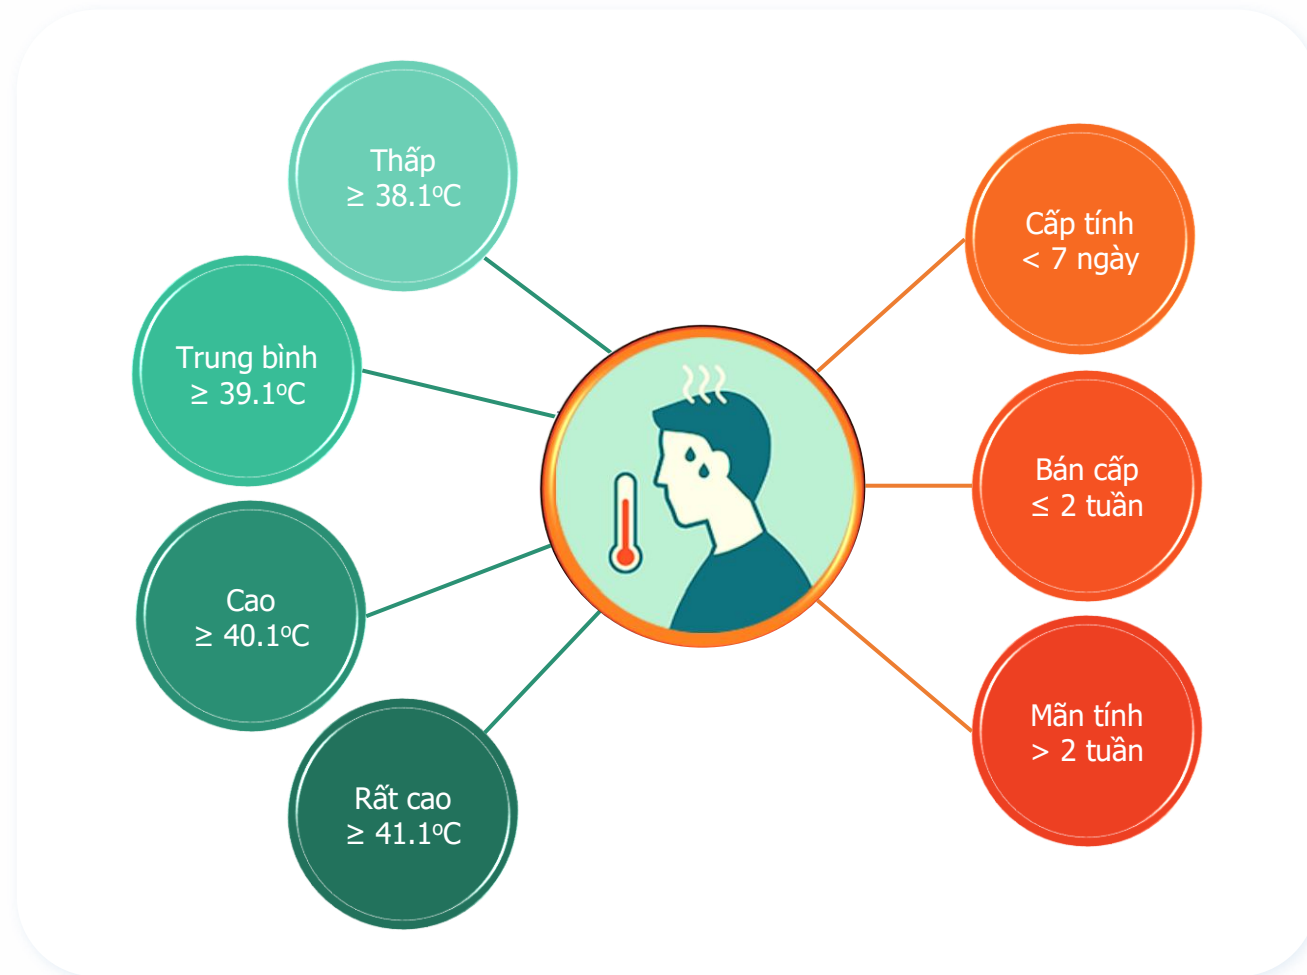 Thấp
≥ 38.1ºC
Trung bình
≥ 39.1ºC
Cao
≥ 40.1ºC
Rất cao
≥ 41.1ºC
Cấp tính
< 7 ngày
Bán cấp
≤ 2 tuần
Mãn tính
> 2 tuần